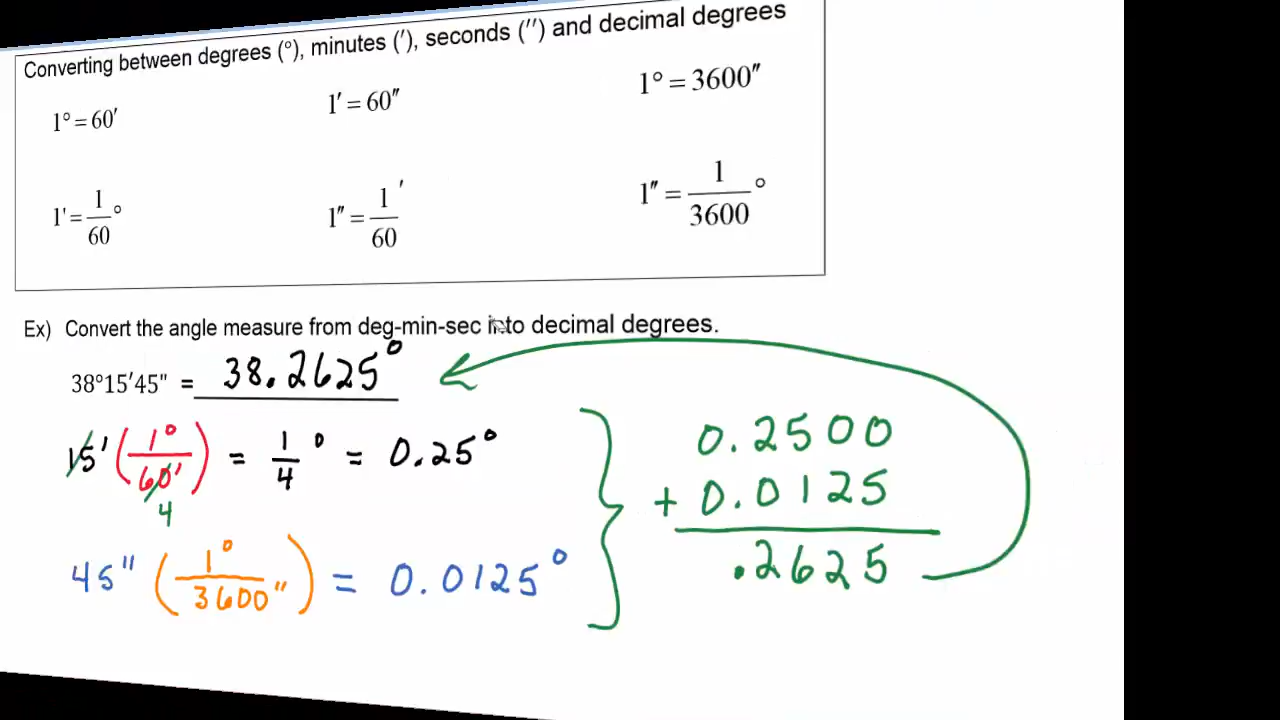 Converting between degrees (°), minutes (′), seconds (″) and decimal degrees
1° = 60′
1′ = 60″
1° = 3600″
1' = 1/60 °
1″ = 1/60 ′
1″ = 1/3600 °
Ex) Convert the angle measure from deg-min-sec into decimal degrees.
38°15′45″ = 38.2625°
15′ (1°/60′) = 1/4 ° = 0.25°
4
45″ (1°/3600″) = 0.0125°
0.2500
+ 0.0125
.2625